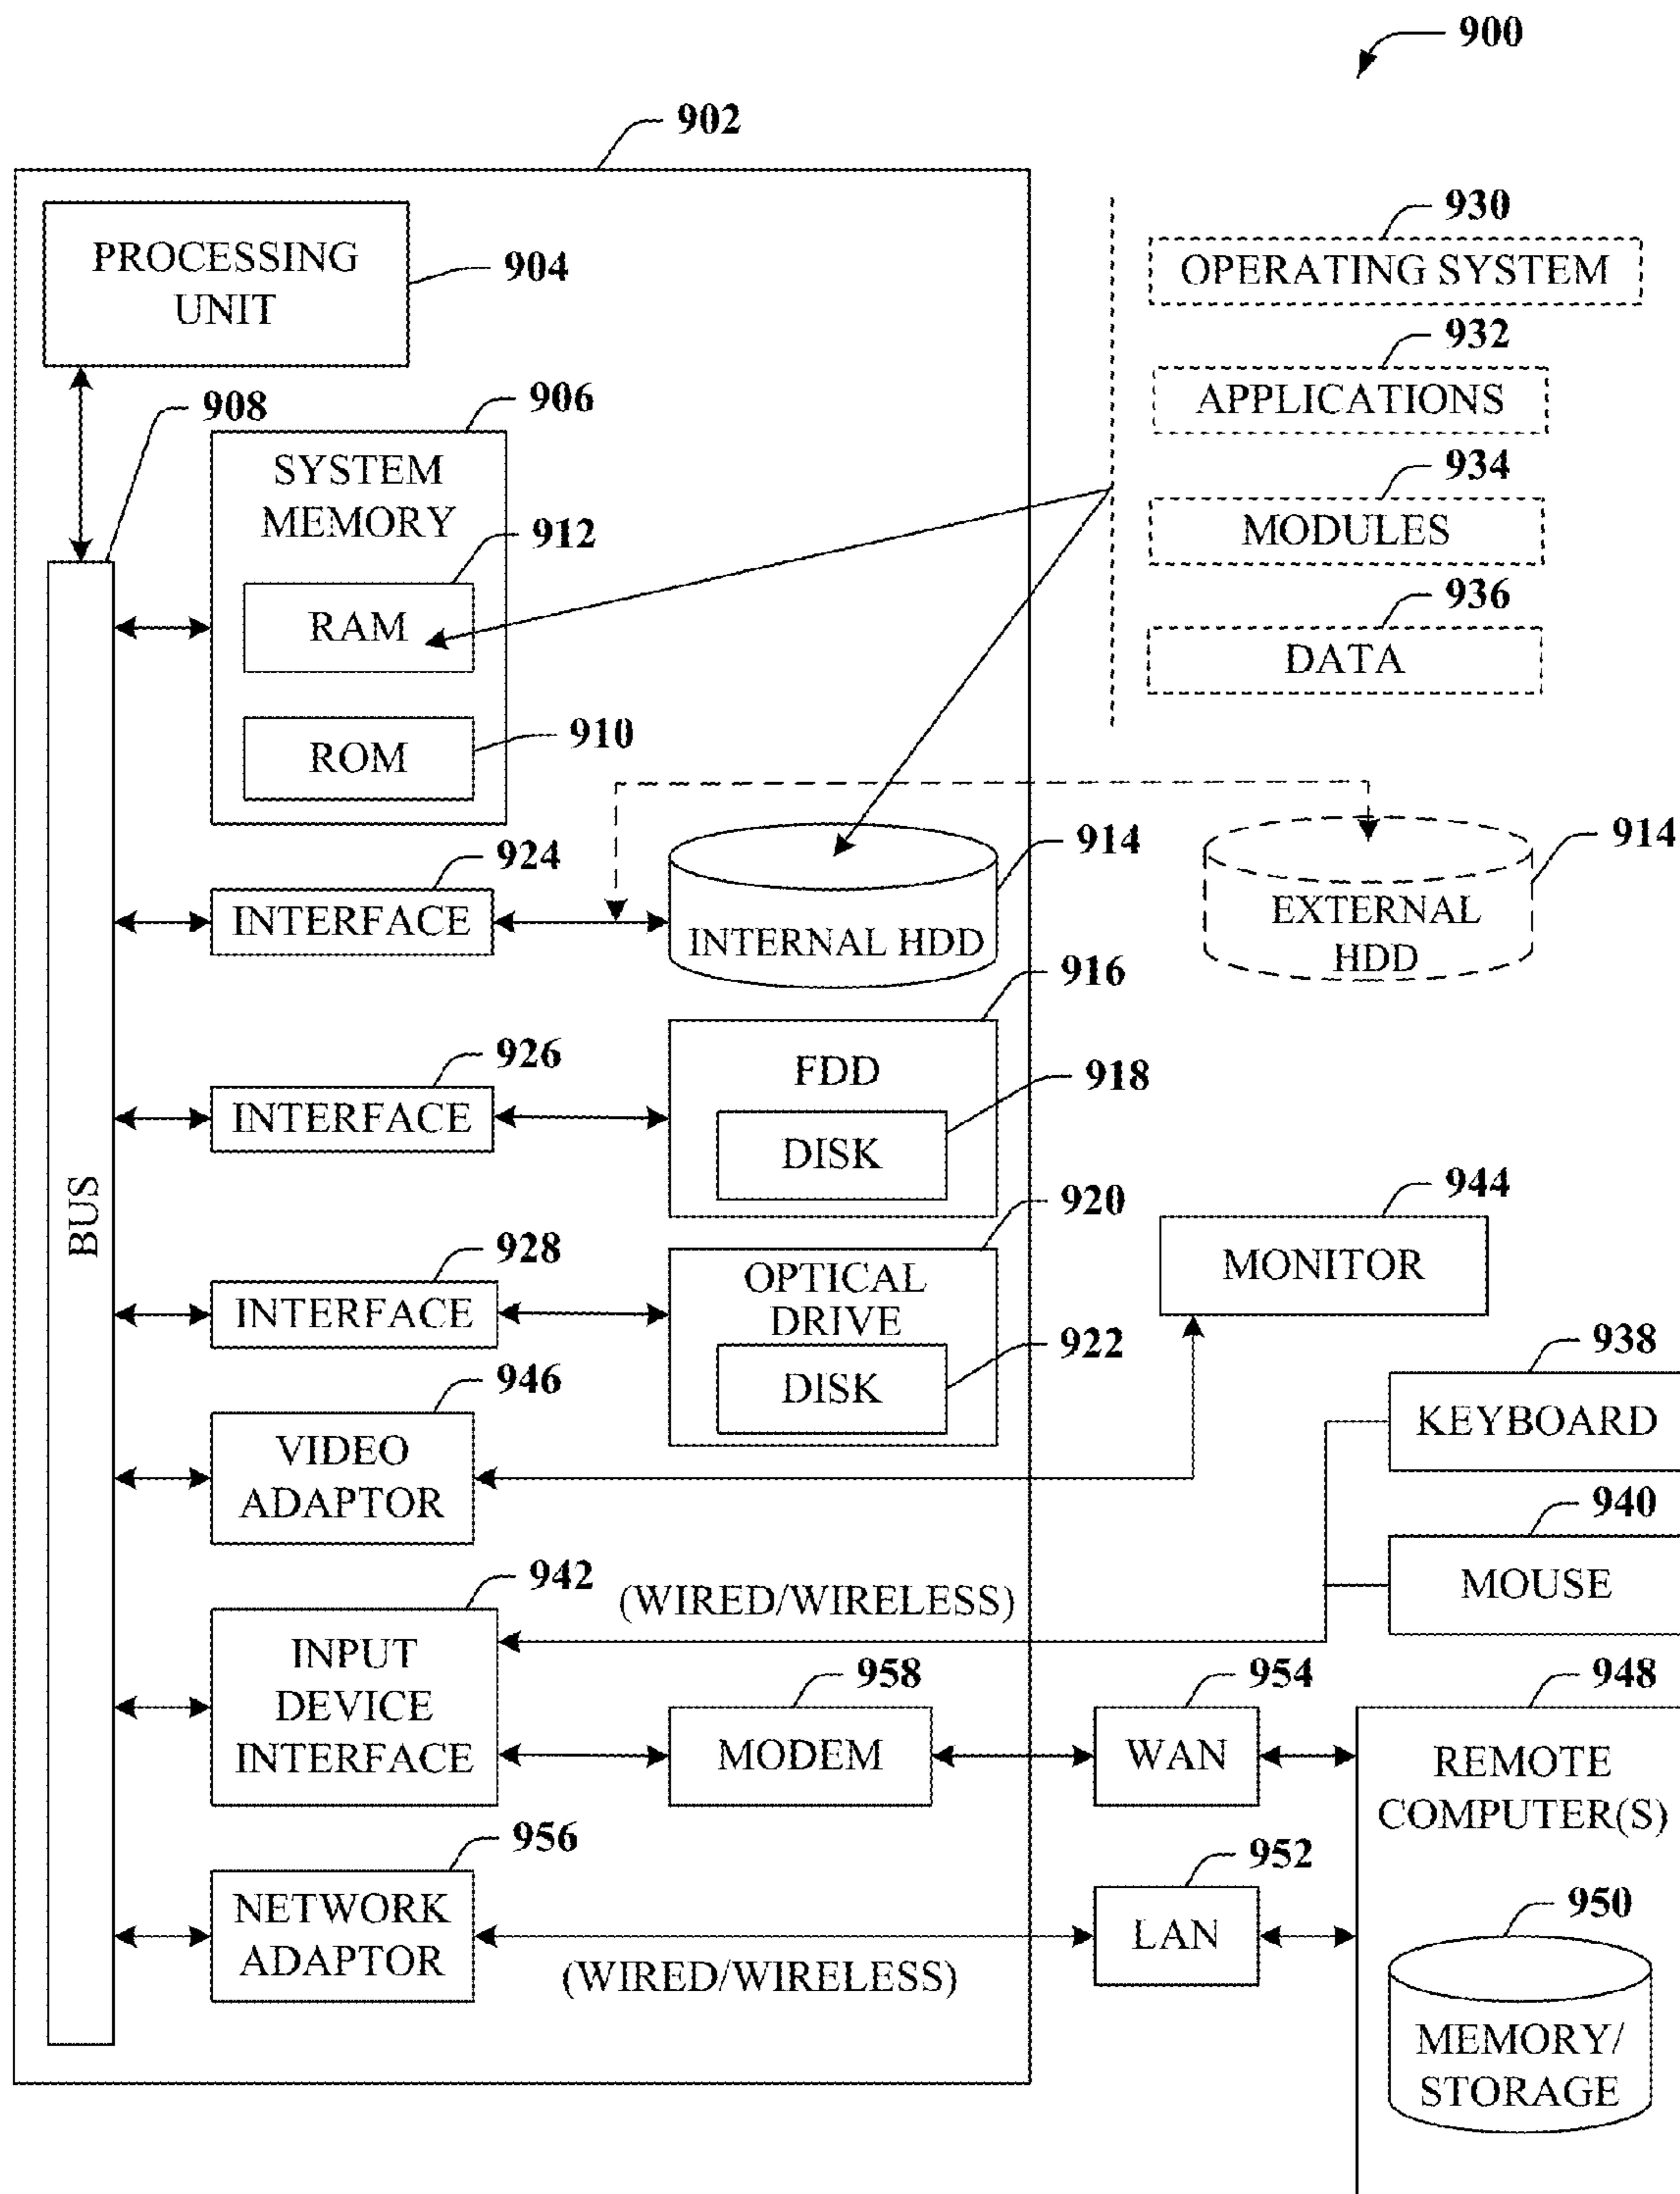 900
902
PROCESSING
UNIT
904
930
OPERATING SYSTEM
932
APPLICATIONS
934
MODULES
936
DATA
908
906
SYSTEM
MEMORY
912
RAM
910
ROM
BUS
924
INTERFACE
914
INTERNAL HDD
914
EXTERNAL
HDD
926
INTERFACE
916
FDD
918
DISK
928
INTERFACE
920
OPTICAL
DRIVE
922
DISK
944
MONITOR
946
VIDEO
ADAPTOR
938
KEYBOARD
940
MOUSE
942
INPUT
DEVICE
INTERFACE
(WIRED/WIRELESS)
958
MODEM
954
WAN
948
REMOTE
COMPUTER(S)
956
NETWORK
ADAPTOR
(WIRED/WIRELESS)
952
LAN
950
MEMORY/
STORAGE